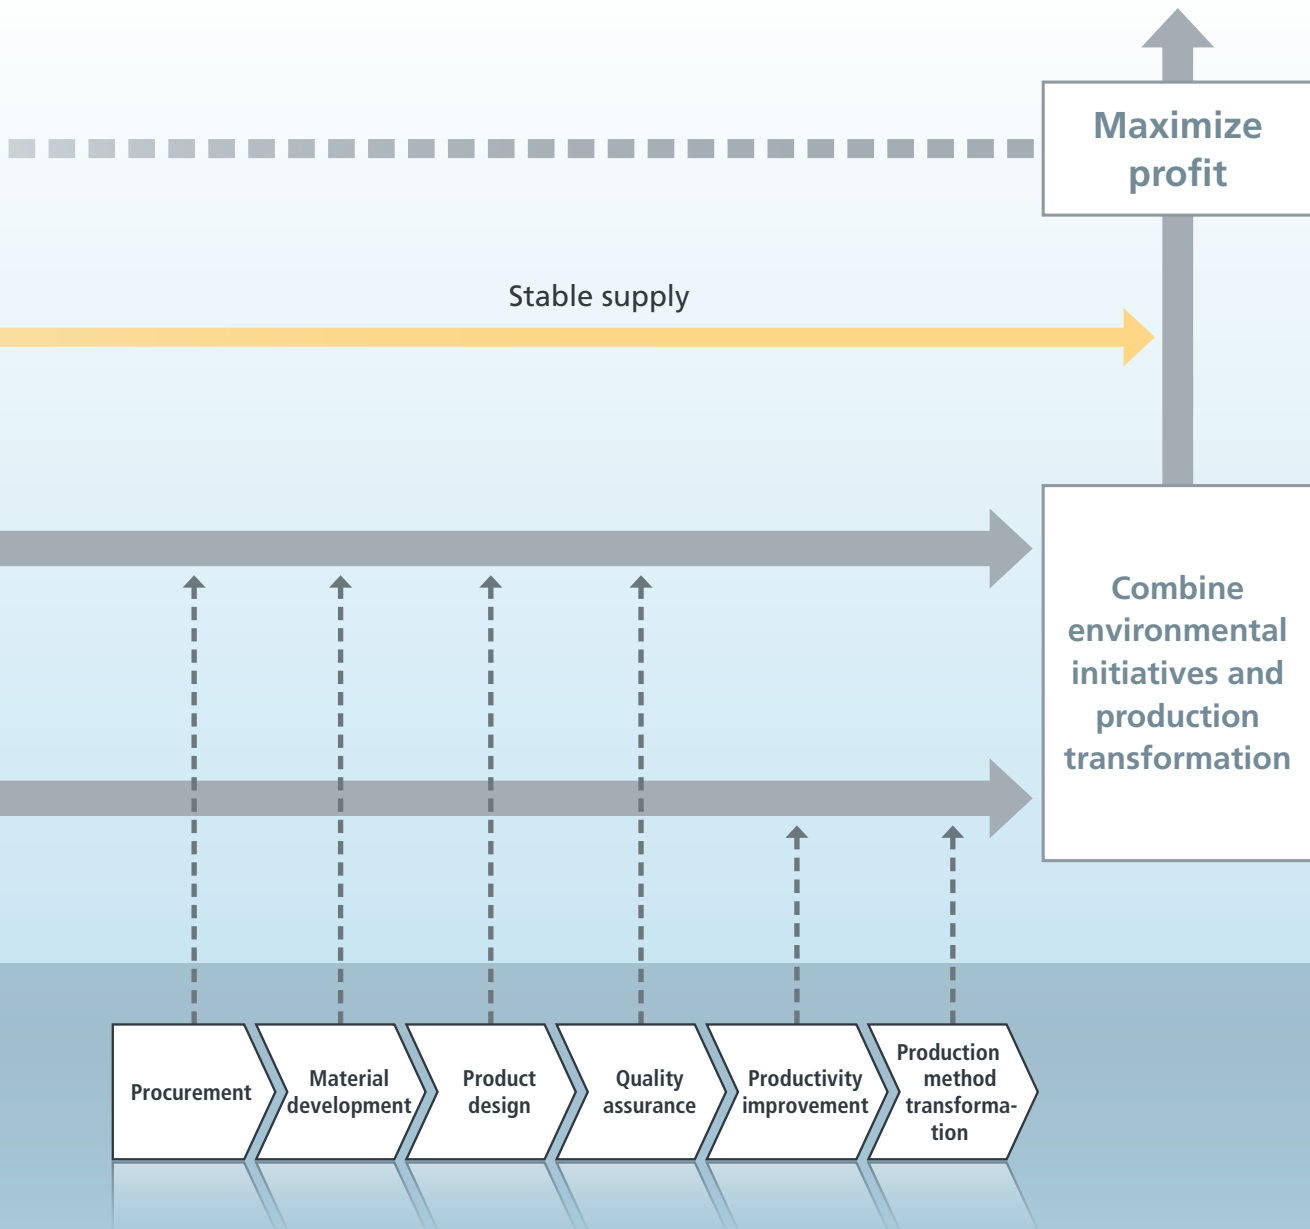 Maximize
profit
Stable supply
Combine
environmental
initiatives and
production
transformation
Procurement
Material
development
Product
design
Quality
assurance
Productivity
improvement
Production
method
transforma-
tion